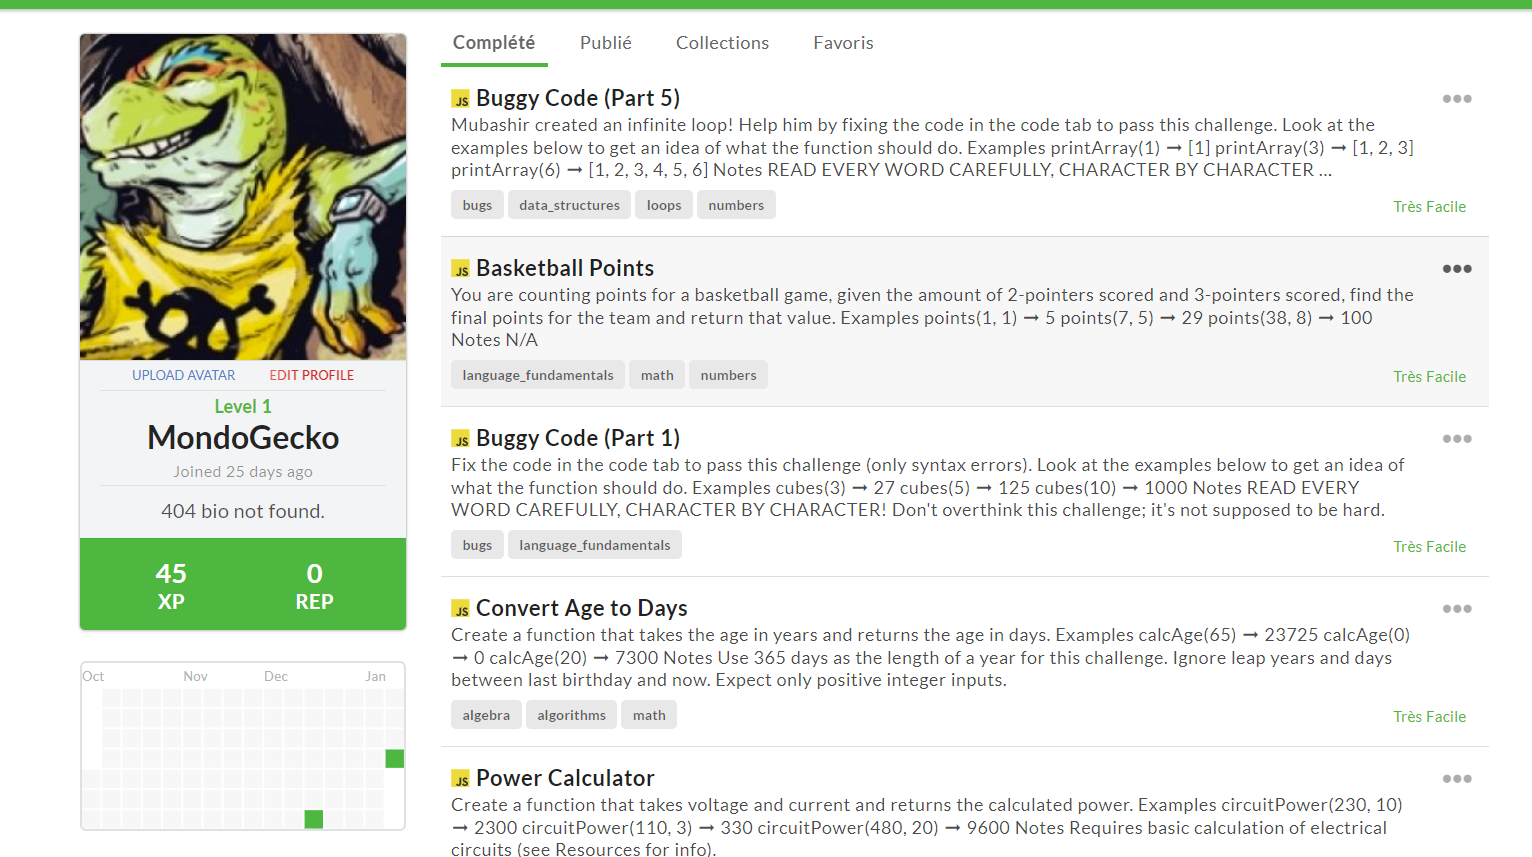 Complété Publié Collections Favoris
JS Buggy Code (Part 5)
Mubashir created an infinite loop! Help him by fixing the code in the code tab to pass this challenge. Look at the
examples below to get an idea of what the function should do. Examples printArray(1) → [1] printArray(3) → [1, 2, 3]
printArray(6) → [1, 2, 3, 4, 5, 6] Notes READ EVERY WORD CAREFULLY, CHARACTER BY CHARACTER ...
bugs data_structures loops numbers
Très Facile
JS Basketball Points
You are counting points for a basketball game, given the amount of 2-pointers scored and 3-pointers scored, find the
final points for the team and return that value. Examples points(1, 1) → 5 points(7, 5) → 29 points(38, 8) → 100
Notes N/A
language_fundamentals math numbers
Très Facile
JS Buggy Code (Part 1)
Fix the code in the code tab to pass this challenge (only syntax errors). Look at the examples below to get an idea of
what the function should do. Examples cubes(3) → 27 cubes(5) → 125 cubes(10) → 1000 Notes READ EVERY
WORD CAREFULLY, CHARACTER BY CHARACTER! Don't overthink this challenge; it's not supposed to be hard.
bugs language_fundamentals
Très Facile
JS Convert Age to Days
Create a function that takes the age in years and returns the age in days. Examples calcAge(65) → 23725 calcAge(0)
→ 0 calcAge(20) → 7300 Notes Use 365 days as the length of a year for this challenge. Ignore leap years and days
between last birthday and now. Expect only positive integer inputs.
algebra algorithms math
Très Facile
JS Power Calculator
Create a function that takes voltage and current and returns the calculated power. Examples circuitPower(230, 10)
→ 2300 circuitPower(110, 3) → 330 circuitPower(480, 20) → 9600 Notes Requires basic calculation of electrical
circuits (see Resources for info).
UPLOAD AVATAR EDIT PROFILE
Level 1
MondoGecko
Joined 25 days ago
404 bio not found.
45 0
XP REP
Oct Nov Dec Jan